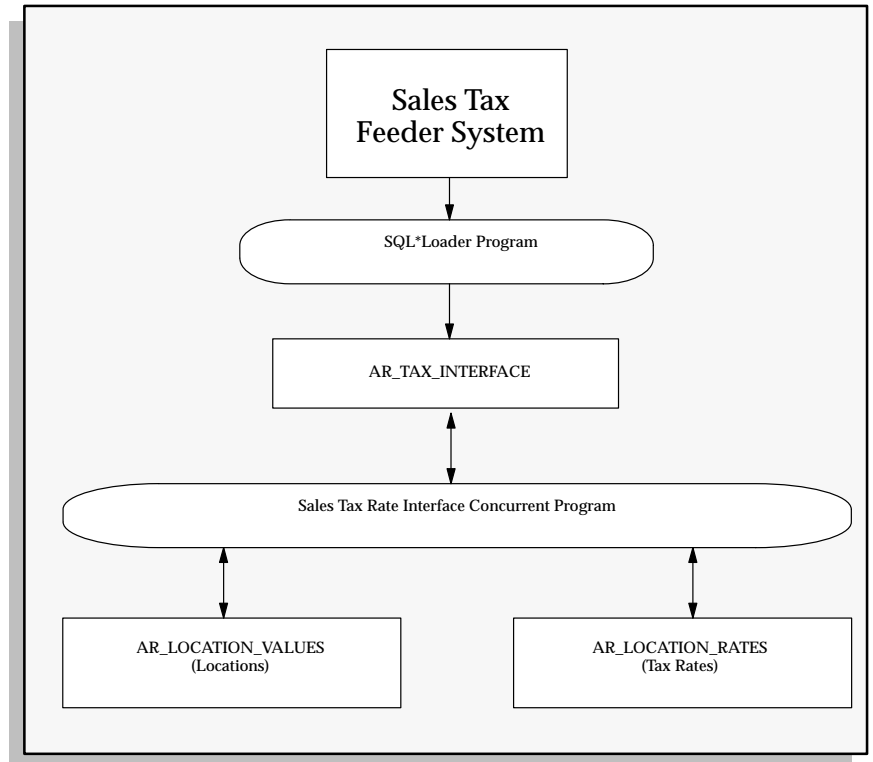 Sales Tax
Feeder System
SQL*Loader Program
AR_TAX_INTERFACE
Sales Tax Rate Interface Concurrent Program
AR_LOCATION_VALUES
(Locations)
AR_LOCATION_RATES
(Tax Rates)